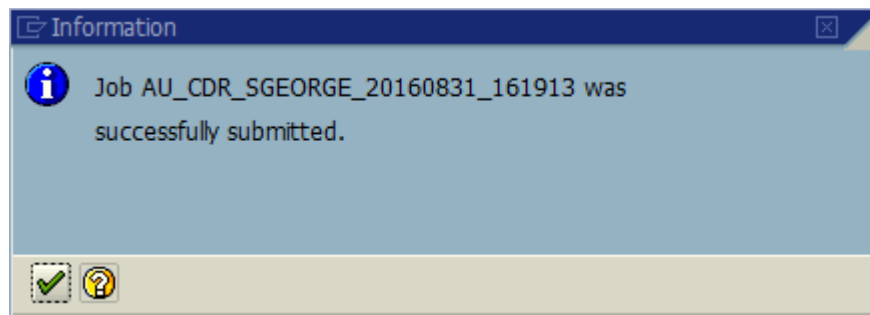 Information
Job AU_CDR_SGEORGE_20160831_161913 was
successfully submitted.